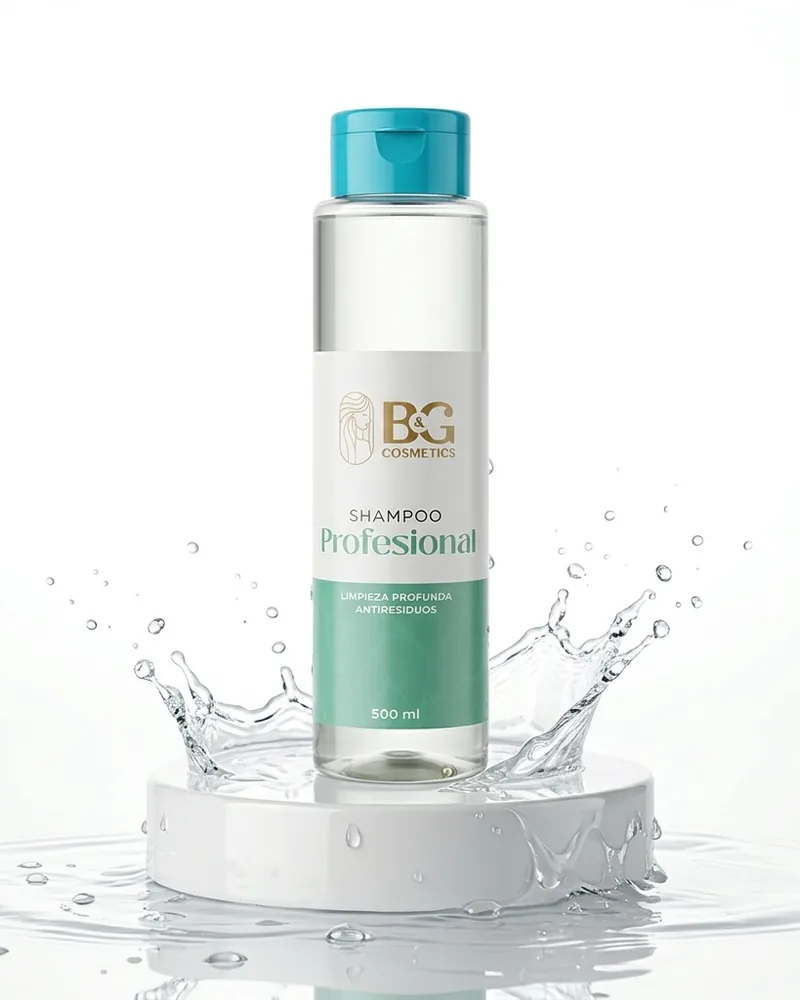 B&G
COSMETICS
SHAMPOO
Profesional
LIMPIEZA PROFUNDA
ANTIRESIDUOS
500 ml